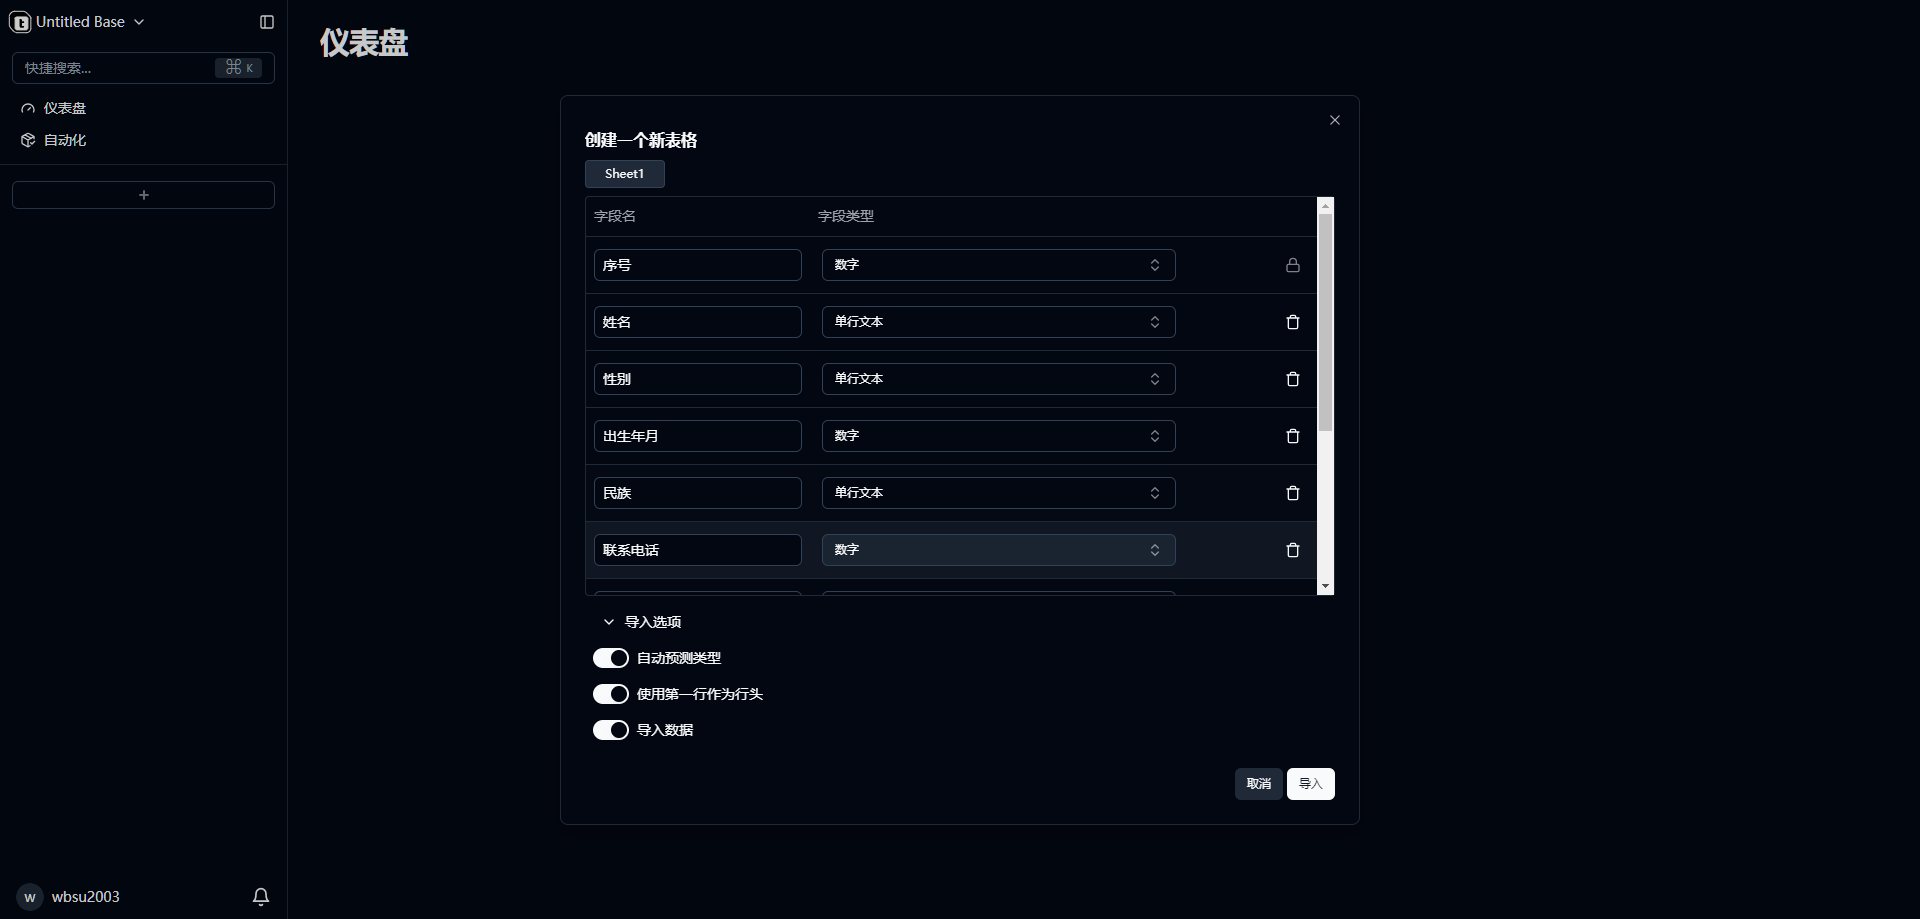 Untitled Base
快捷搜索...
⌘ K
仪表盘
自动化
+
wbsu2003
W
仪表盘
创建一个新表格
Sheet1
字段名 字段类型
序号 数字
姓名 单行文本
性别 单行文本
出生年月 数字
民族 单行文本
联系电话 数字
导入选项
自动预测类型
使用第一行作为行头
导入数据
取消 导入